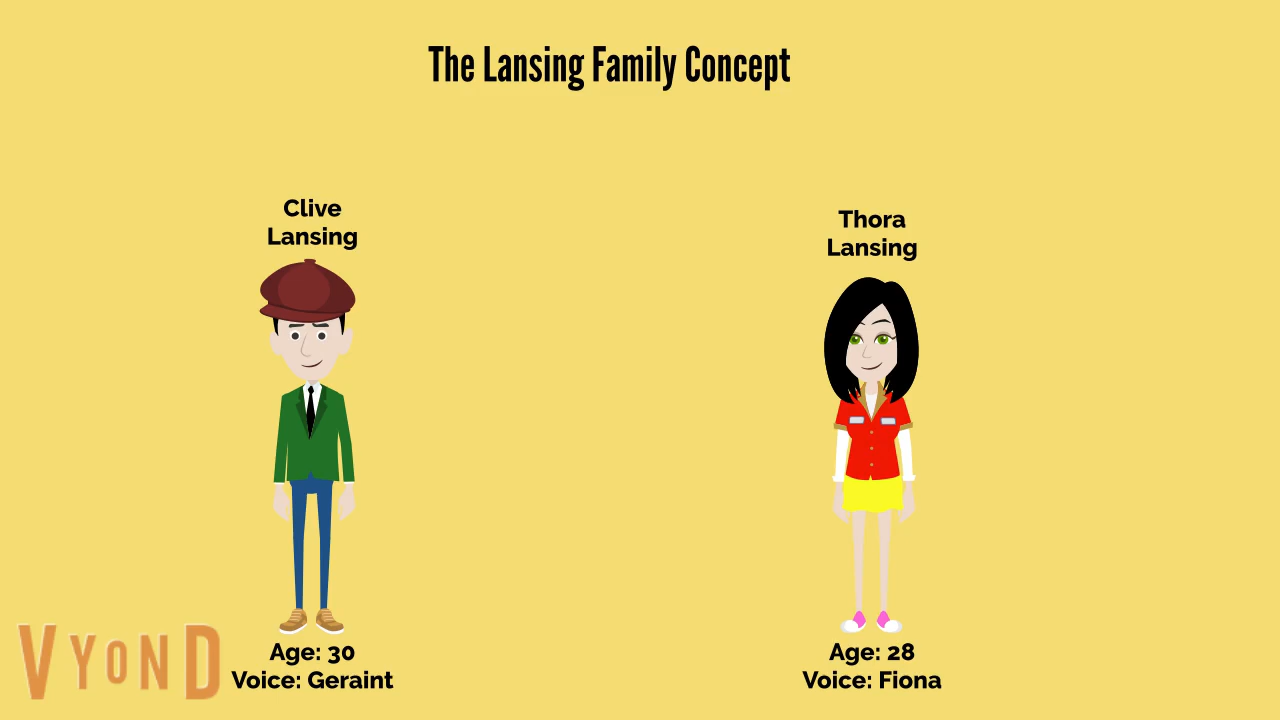 The Lansing Family Concept
Clive
Lansing
Thora
Lansing
Age: 30
Voice: Geraint
Age: 28
Voice: Fiona
VYOND